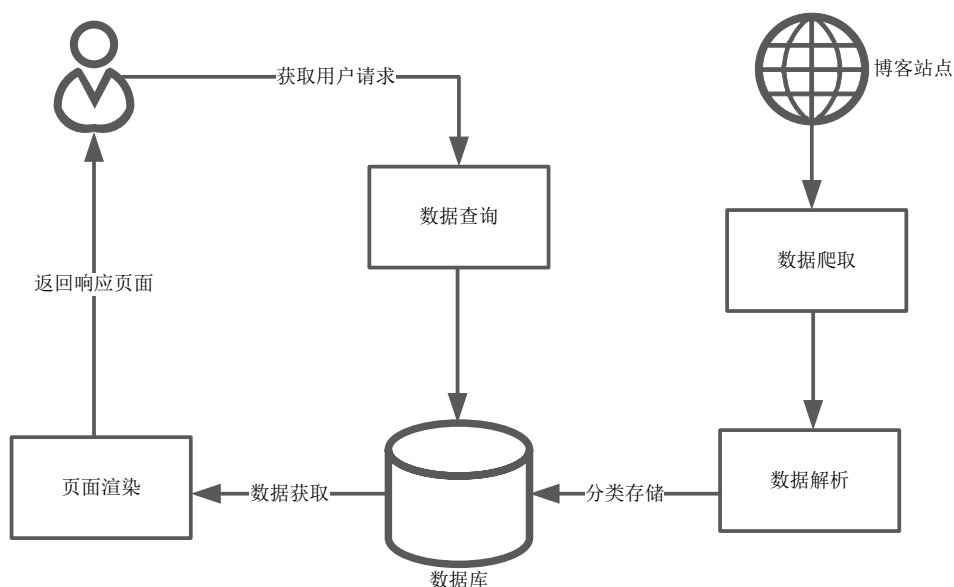 获取用户请求
博客站点
数据查询
数据爬取
返回响应页面
页面渲染
数据获取
分类存储
数据解析
数据库